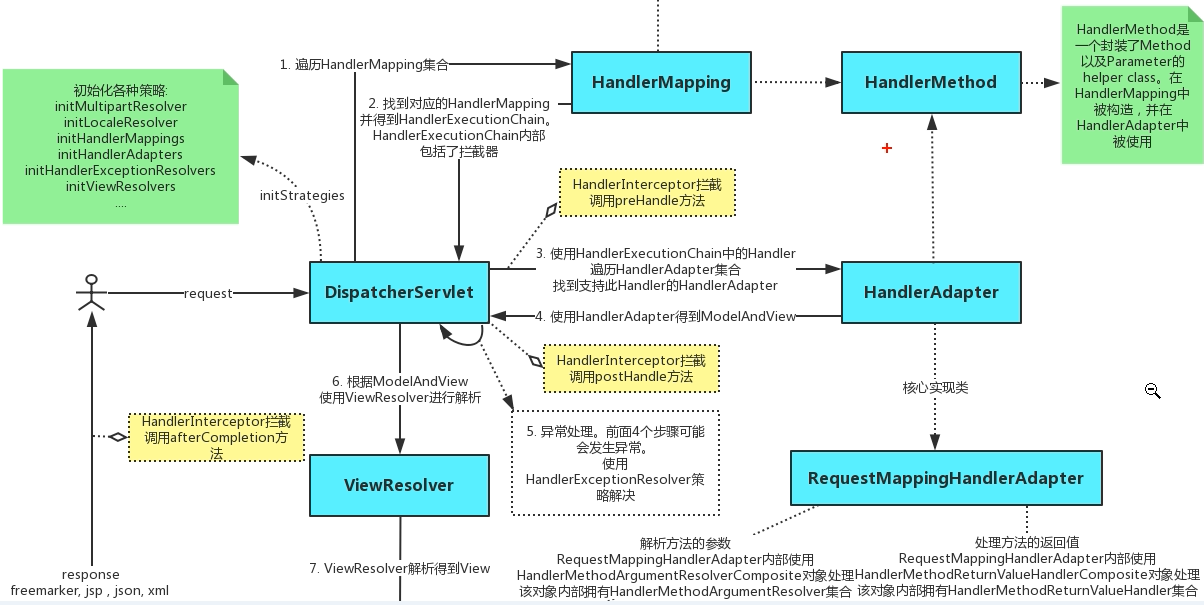 初始化各种策略:
initMultipartResolver
initLocaleResolver
initHandlerMappings
initHandlerAdapters
initHandlerExceptionResolvers
initViewResolvers
....
initStrategies
1. 遍历HandlerMapping集合
2. 找到对应的HandlerMapping
并得到HandlerExecutionChain。
HandlerExecutionChain内部
包括了拦截器
HandlerMapping
HandlerMethod
HandlerMethod是
一个封装了Method
以及Parameter的
helper class。在
HandlerMapping中
被构造，并在
HandlerAdapter中
被使用
HandlerInterceptor拦截
调用preHandle方法
request
DispatcherServlet
3. 使用HandlerExecutionChain中的Handler
遍历HandlerAdapter集合
找到支持此Handler的HandlerAdapter
4. 使用HandlerAdapter得到ModelAndView
HandlerAdapter
HandlerInterceptor拦截
调用postHandle方法
6. 根据ModelAndView
使用ViewResolver进行解析
核心实现类
HandlerInterceptor拦截
调用afterCompletion方
法
5. 异常处理。前面4个步骤可能
会发生异常。
使用
HandlerExceptionResolver策
略解决
ViewResolver
RequestMappingHandlerAdapter
7. ViewResolver解析得到View
解析方法的参数
RequestMappingHandlerAdapter内部使用
HandlerMethodArgumentResolverComposite对象处理
该对象内部拥有HandlerMethodArgumentResolver集合
处理方法的返回值
RequestMappingHandlerAdapter内部使用
HandlerMethodReturnValueHandlerComposite对象处理
该对象内部拥有HandlerMethodReturnValueHandler集合
response
freemarker, jsp , json, xml